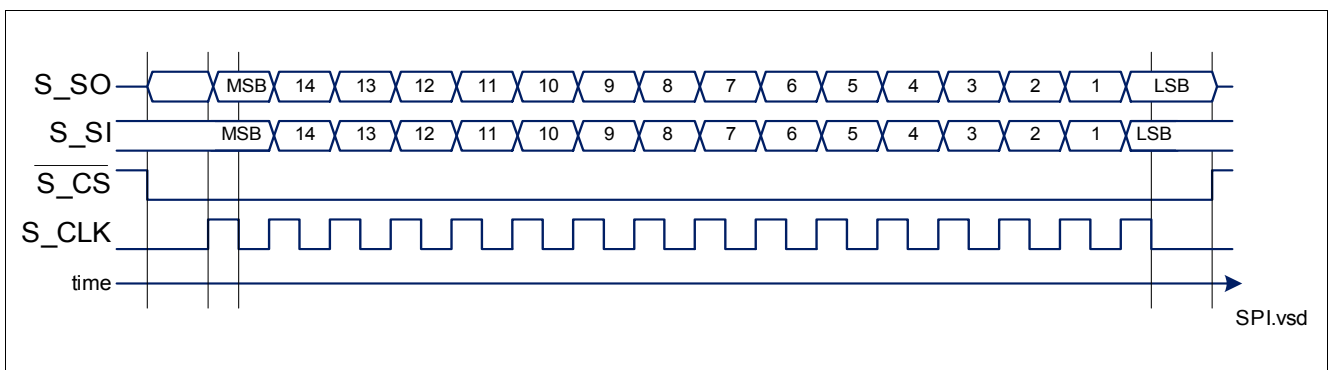 S_SO MSB 14 13 12 11 10 9 8 7 6 5 4 3 2 1 LSB
S_SI MSB 14 13 12 11 10 9 8 7 6 5 4 3 2 1 LSB
S_CS
S_CLK
time
SPI.vsd